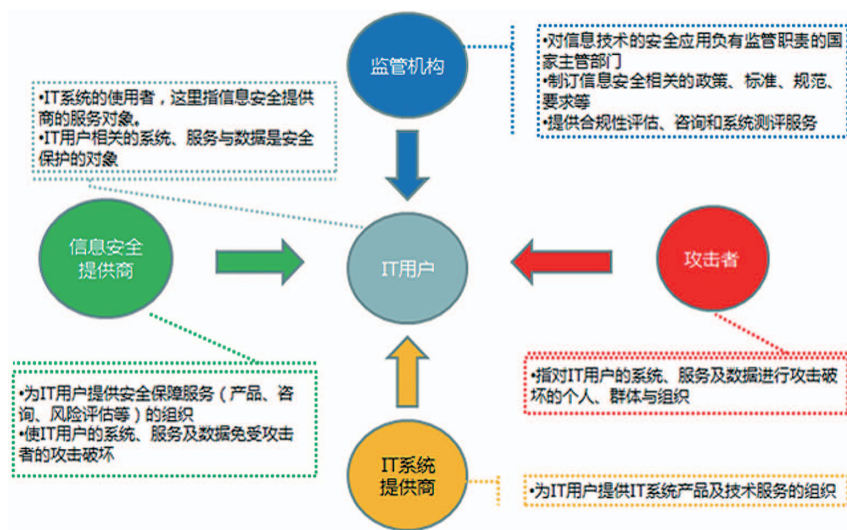 监管机构
•对信息技术的安全应用负有监管职责的国
家主管部门
•制订信息安全相关的政策、标准、规范、
要求等
•提供合规性评估、咨询和系统测评服务
•IT系统的使用者，这里指信息安全提供
商的服务对象。
•IT用户相关的系统、服务与数据是安全
保护的对象
信息安全
提供商
IT用户
攻击者
•为IT用户提供安全保障服务（产品、咨
询、风险评估等）的组织
•使IT用户的系统、服务及数据免受攻击
者的攻击破坏
•指对IT用户的系统、服务及数据进行攻击破
坏的个人、群体与组织
IT系统
提供商
•为IT用户提供IT系统产品及技术服务的组织